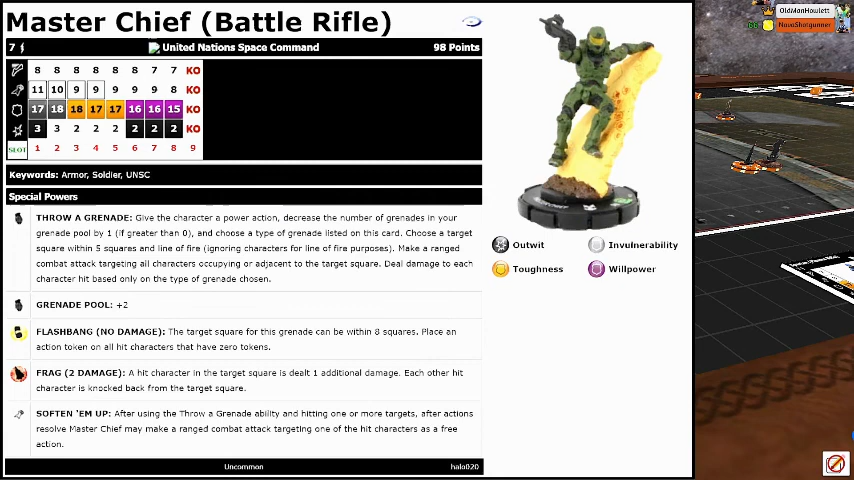 Master Chief (Battle Rifle)
OldManHowlett
NovaShotgunner
7 United Nations Space Command 98 Points
8 8 8 8 8 8 7 7 KO
11 10 9 9 9 9 9 8 KO
17 18 18 17 17 16 16 15 KO
3 3 2 2 2 2 2 2 KO
SLOT 1 2 3 4 5 6 7 8 9
Keywords: Armor, Soldier, UNSC
Special Powers
THROW A GRENADE: Give the character a power action, decrease the number of grenades in your
grenade pool by 1 (if greater than 0), and choose a type of grenade listed on this card. Choose a target
square within 5 squares and line of fire (ignoring characters for line of fire purposes). Make a ranged
combat attack targeting all characters occupying or adjacent to the target square. Deal damage to each
character hit based only on the type of grenade chosen.
GRENADE POOL: +2
FLASHBANG (NO DAMAGE): The target square for this grenade can be within 8 squares. Place an
action token on all hit characters that have zero tokens.
FRAG (2 DAMAGE): A hit character in the target square is dealt 1 additional damage. Each other hit
character is knocked back from the target square.
SOFTEN 'EM UP: After using the Throw a Grenade ability and hitting one or more targets, after actions
resolve Master Chief may make a ranged combat attack targeting one of the hit characters as a free
action.
Uncommon halo020
Outwit Invulnerability
Toughness Willpower